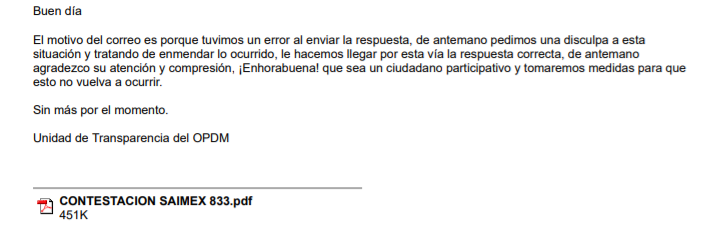 Buen día
El motivo del correo es porque tuvimos un error al enviar la respuesta, de antemano pedimos una disculpa a esta
situación y tratando de enmendar lo ocurrido, le hacemos llegar por esta vía la respuesta correcta, de antemano
agradezco su atención y compresión, ¡Enhorabuena! que sea un ciudadano participativo y tomaremos medidas para que
esto no vuelva a ocurrir.
Sin más por el momento.
Unidad de Transparencia del OPDM
CONTESTACION SAIMEX 833.pdf
451K